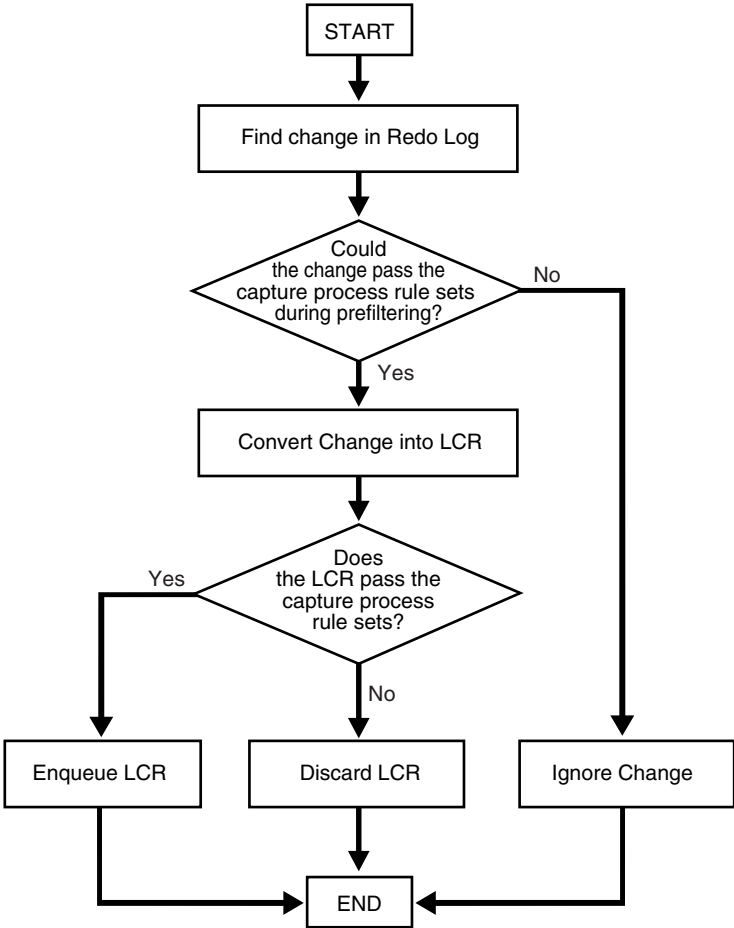 START
Find change in Redo Log
Could
the change pass the
capture process rule sets
during prefiltering?
No
Yes
Convert Change into LCR
Does
the LCR pass the
capture process
rule sets?
Yes
No
Enqueue LCR
Discard LCR
Ignore Change
END